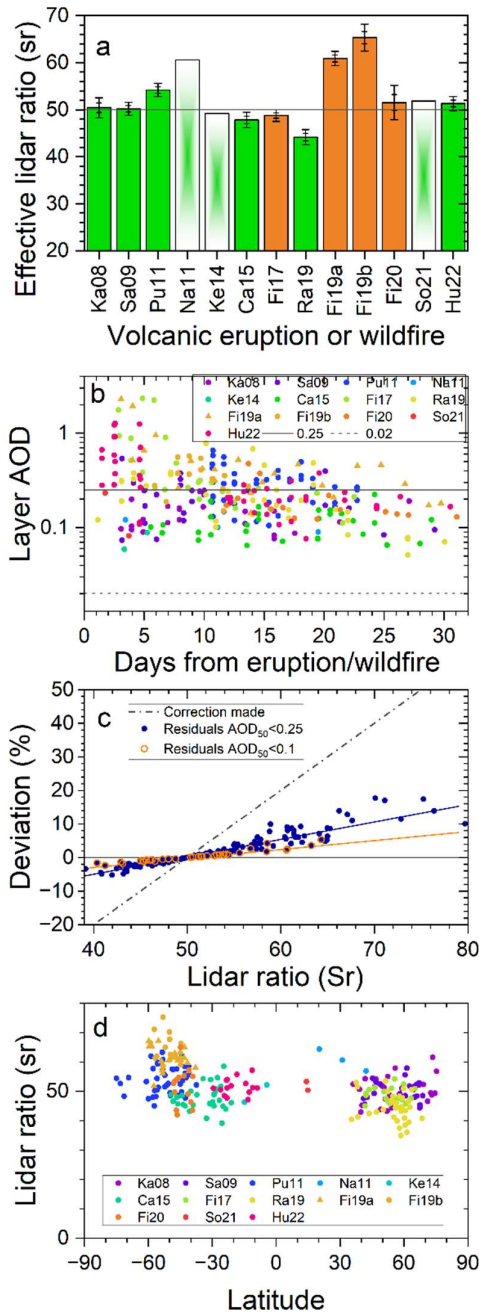 a
Effective lidar ratio (sr)
70
60
50
40
30
20
Ka08 Sa09 Pu11 Na11 Ke14 Ca15 Fi17 Ra19 Fi19a Fi19b Fi20 So21 Hu22
Volcanic eruption or wildfire
b
Layer AOD
1
0.1
Ka08 Sa09 Pu11 Na11
Ke14 Ca15 Fi17 Ra19
Fi19a Fi19b Fi20 So21
Hu22 0.25 0.02
0 5 10 15 20 25 30
Days from eruption/wildfire
c
Deviation (%)
50
40
30
20
10
0
−10
−20
Correction made
Residuals AOD50<0.25
Residuals AOD50<0.1
40 50 60 70 80
Lidar ratio (Sr)
d
Lidar ratio (sr)
50
0
Ka08 Sa09 Pu11 Na11 Ke14
Ca15 Fi17 Ra19 Fi19a Fi19b
Fi20 So21 Hu22
−90 −60 −30 0 30 60 90
Latitude